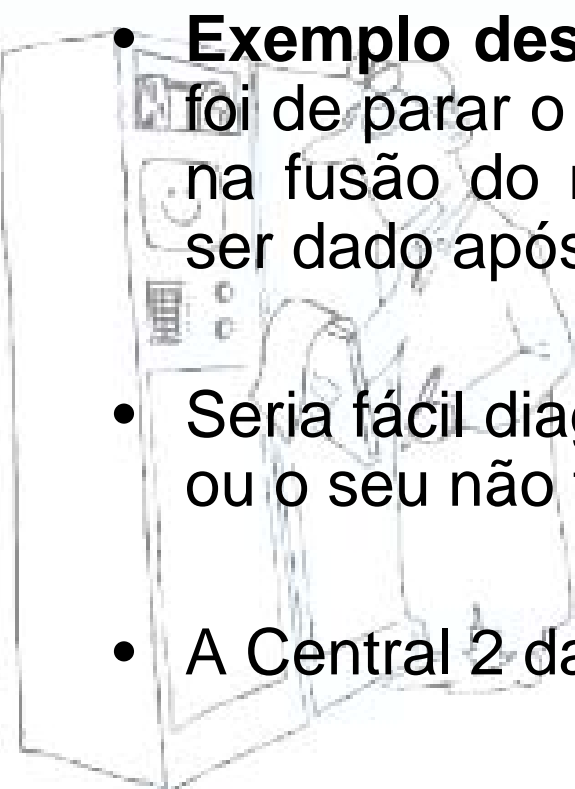 • Exemplo des
foi de parar o
na fusão do
ser dado após
• Seria fácil diag
ou o seu não
• A Central 2 da